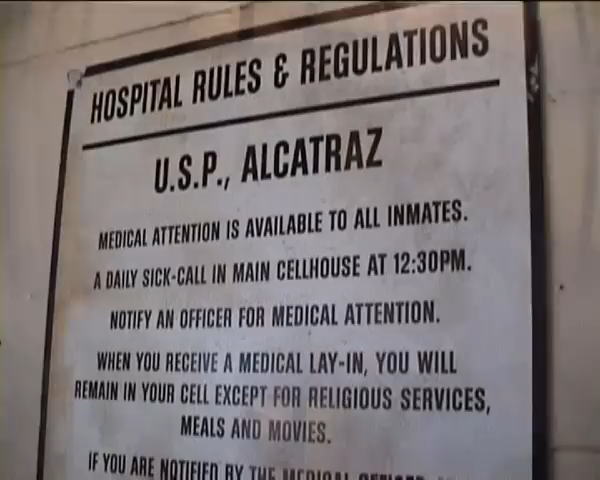 HOSPITAL RULES & REGULATIONS
U.S.P., ALCATRAZ
MEDICAL ATTENTION IS AVAILABLE TO ALL INMATES.
A DAILY SICK-CALL IN MAIN CELLHOUSE AT 12:30PM.
NOTIFY AN OFFICER FOR MEDICAL ATTENTION.
WHEN YOU RECEIVE A MEDICAL LAY-IN, YOU WILL
REMAIN IN YOUR CELL EXCEPT FOR RELIGIOUS SERVICES,
MEALS AND MOVIES.
IF YOU ARE NOTIFIED BY THE MEDICAL OFFICER